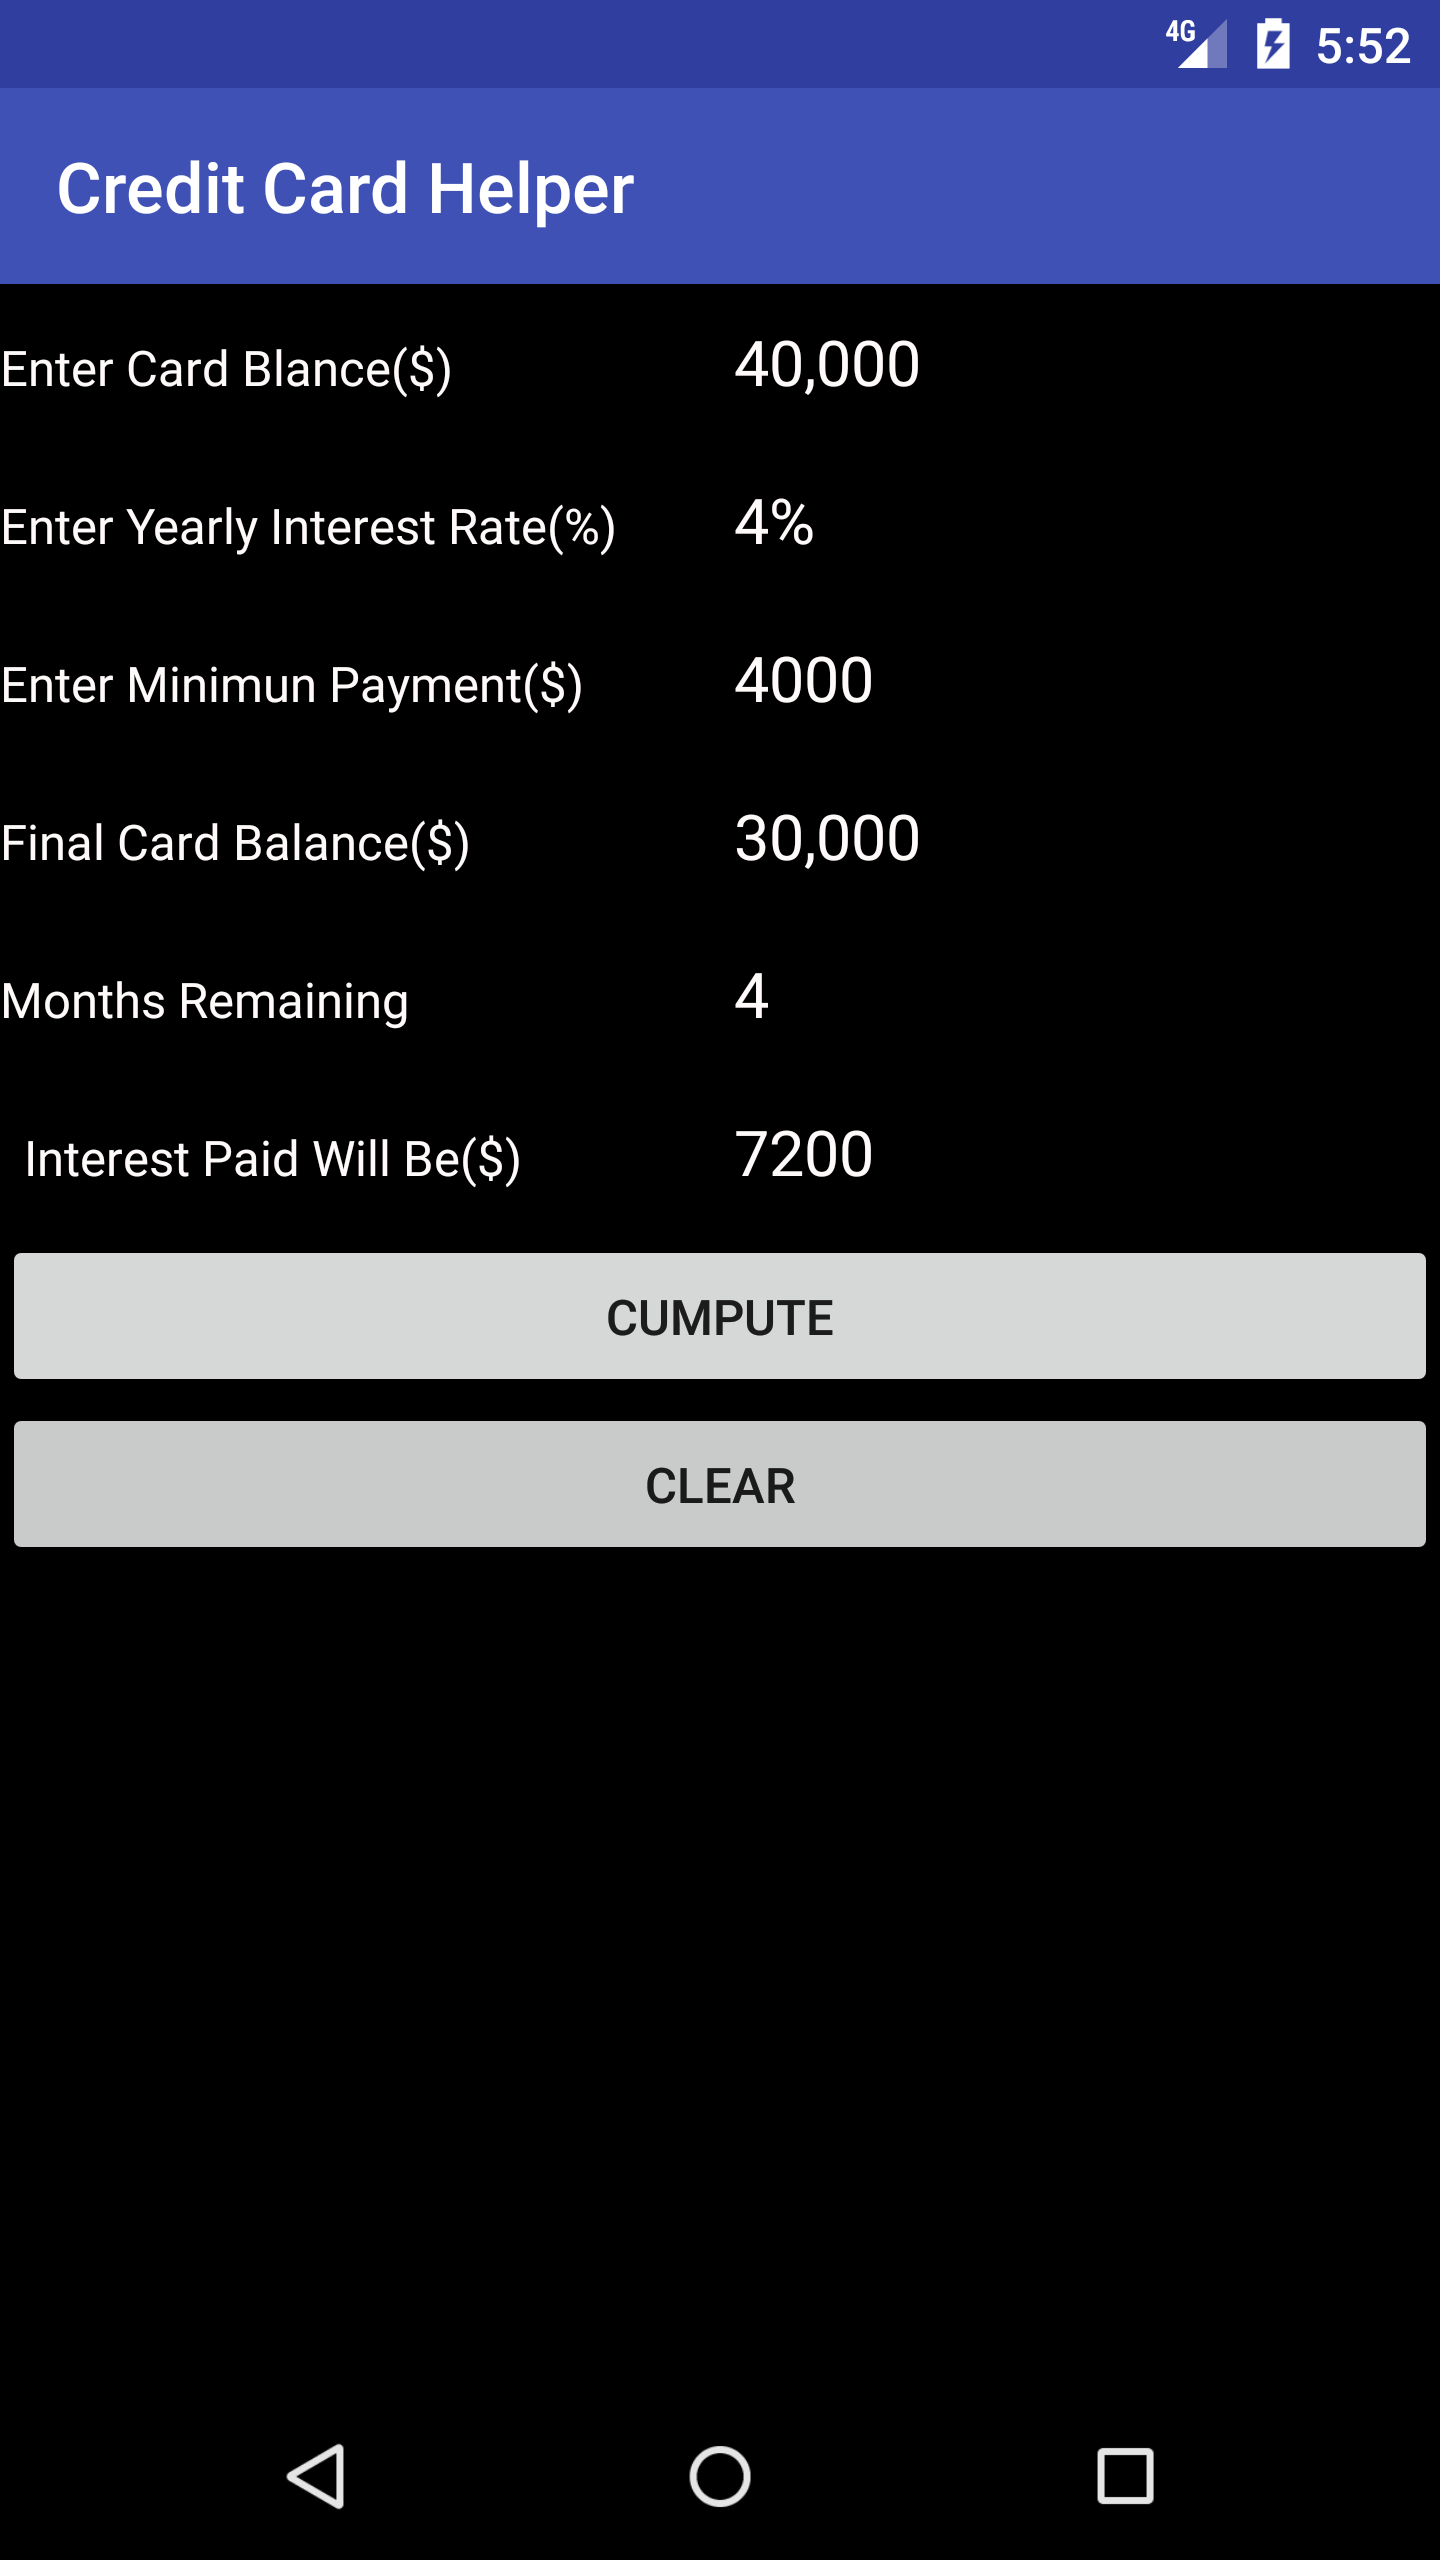 4G 5:52
Credit Card Helper
Enter Card Blance($) 40,000
Enter Yearly Interest Rate(%) 4%
Enter Minimun Payment($) 4000
Final Card Balance($) 30,000
Months Remaining 4
Interest Paid Will Be($) 7200
CUMPUTE
CLEAR